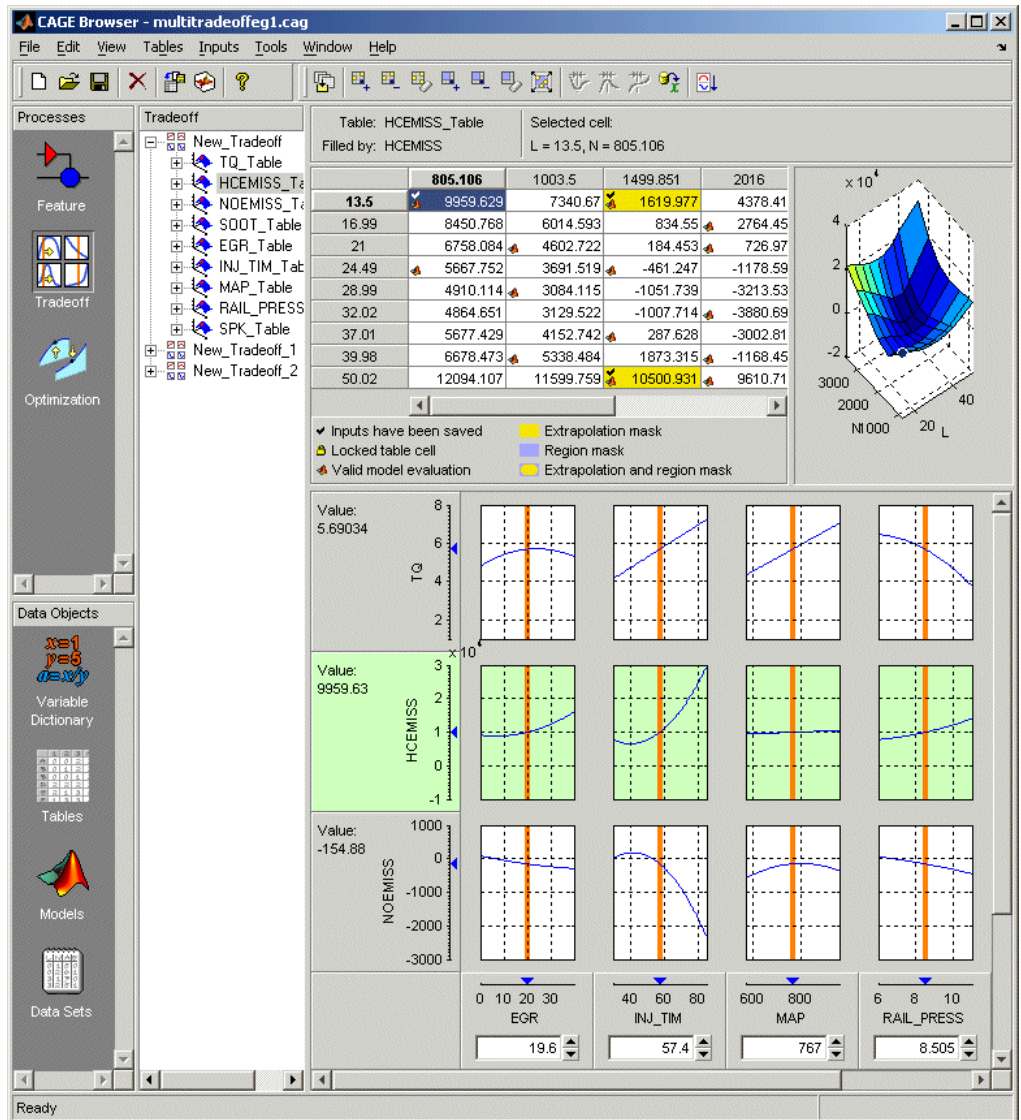 CAGE Browser - multitradeoffeg1.cag
File Edit View Tables Inputs Tools Window Help
Processes
Feature
Tradeoff
Optimization
Data Objects
x=1
y=5
a=x/y
Variable
Dictionary
Tables
Models
Data Sets
Tradeoff
New_Tradeoff
TQ_Table
HCEMISS_Ta
NOEMISS_Ta
SOOT_Table
EGR_Table
INJ_TIM_Tab
MAP_Table
RAIL_PRESS
SPK_Table
New_Tradeoff_1
New_Tradeoff_2
Table: HCEMISS_Table
Filled by: HCEMISS
Selected cell:
L = 13.5, N = 805.106
805.106 1003.5 1499.851 2016
13.5 9959.629 7340.67 1619.977 4378.41
16.99 8450.768 6014.593 834.55 2764.45
21 6758.084 4602.722 184.453 726.97
24.49 5667.752 3691.519 -461.247 -1178.59
28.99 4910.114 3084.115 -1051.739 -3213.53
32.02 4864.651 3129.522 -1007.714 -3880.69
37.01 5677.429 4152.742 287.628 -3002.81
39.98 6678.473 5338.484 1873.315 -1168.45
50.02 12094.107 11599.759 10500.931 9610.71
Inputs have been saved Extrapolation mask
Locked table cell Region mask
Valid model evaluation Extrapolation and region mask
x 10⁴
4
2
0
-2
3000
2000
N1000
20
L
40
Value:
5.69034
TQ
8
6
4
2
Value:
9959.63
HCEMISS
x 10⁴
3
2
1
0
-1
Value:
-154.88
NOEMISS
1000
0
-1000
-2000
-3000
0 10 20 30 40 60 80 600 800 6 8 10
EGR INJ_TIM MAP RAIL_PRESS
19.6 57.4 767 8.505
Ready